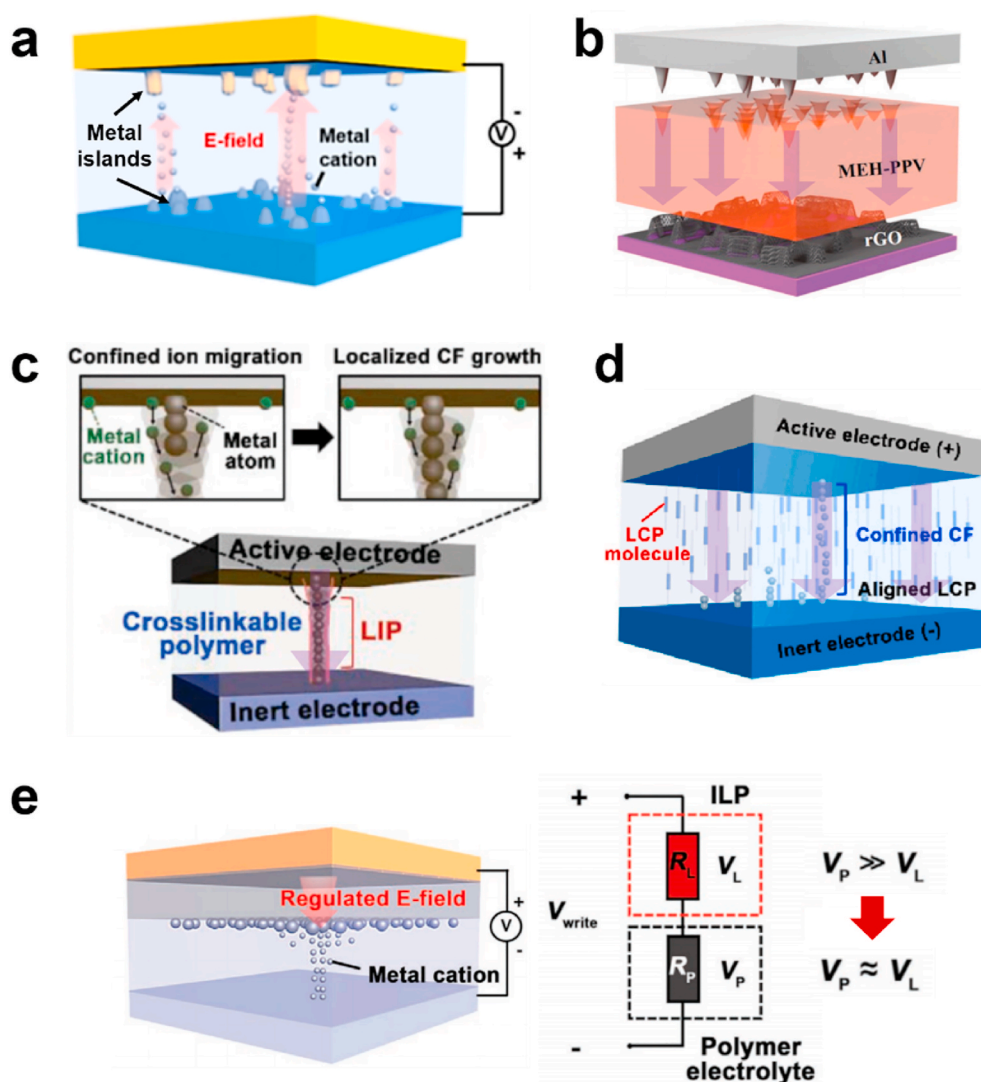 a
Metal
islands
E-field
Metal
cation
-
V
+
b
Al
MEH-PPV
rGO
c
Confined ion migration
Localized CF growth
Metal
cation
Metal
atom
Active electrode
Crosslinkable
polymer
LIP
Inert electrode
d
Active electrode (+)
LCP
molecule
Confined CF
Aligned LCP
Inert electrode (-)
e
Regulated E-field
Metal cation
+
V
-
+
ILP
R_L
V_L
V_write
R_P
V_P
-
Polymer
electrolyte
V_P ≫ V_L
V_P ≈ V_L